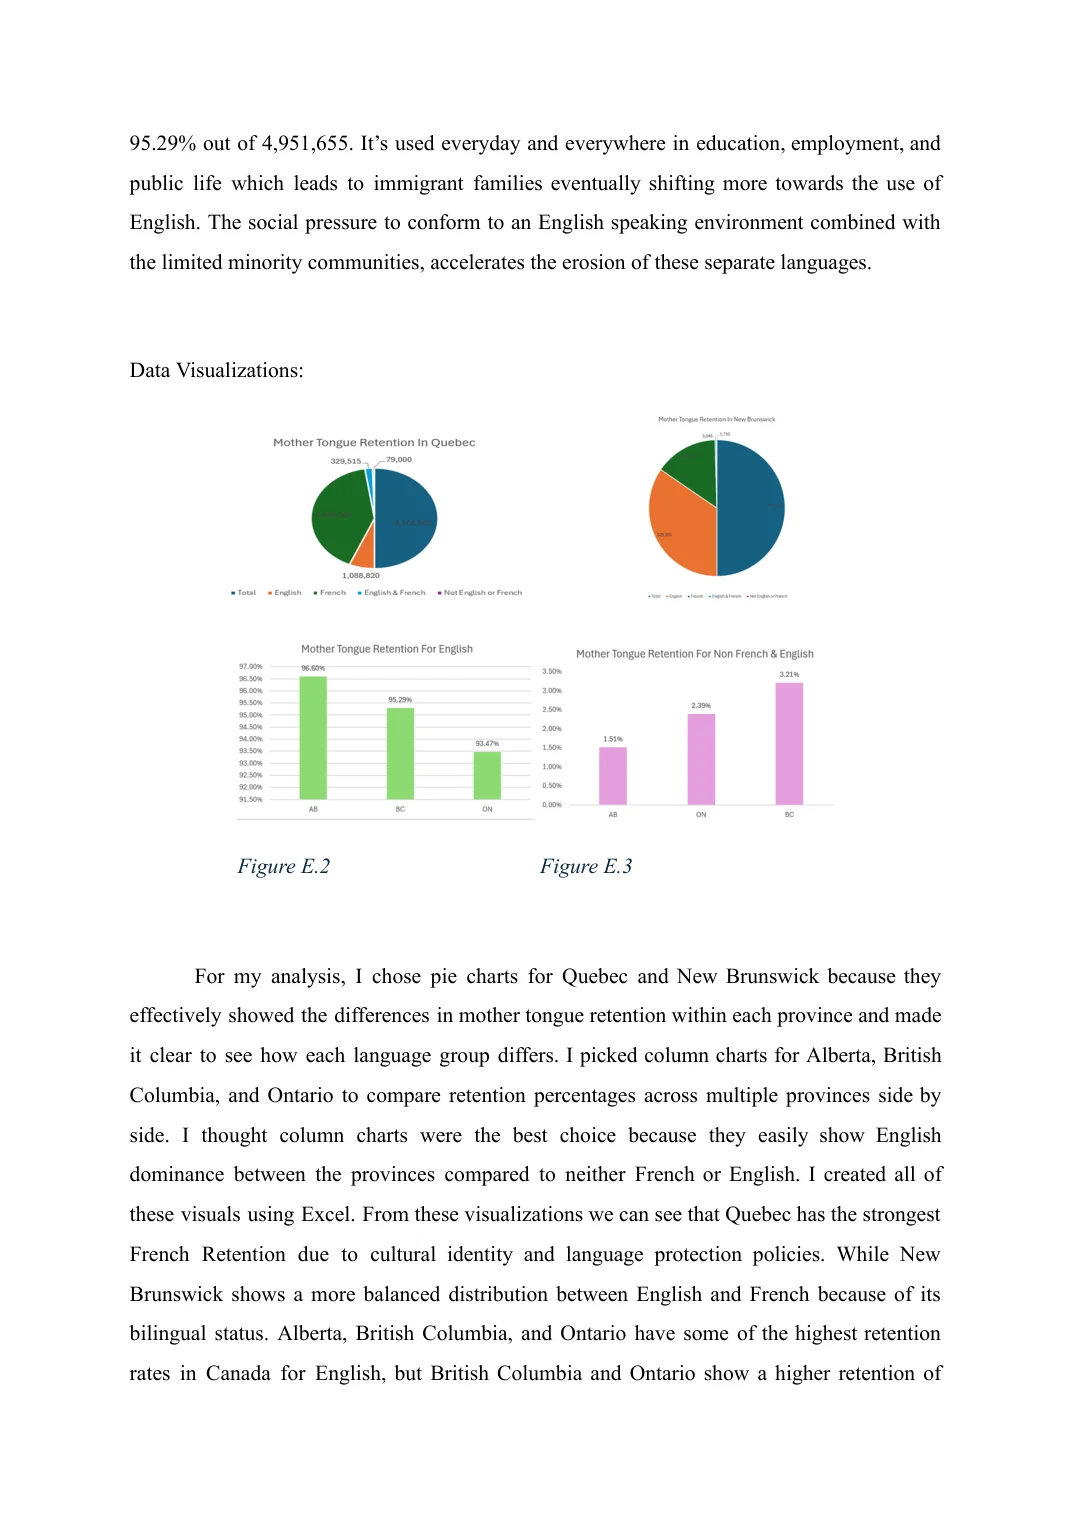 95.29% out of 4,951,655. It’s used everyday and everywhere in education, employment, and
public life which leads to immigrant families eventually shifting more towards the use of
English. The social pressure to conform to an English speaking environment combined with
the limited minority communities, accelerates the erosion of these separate languages.
Data Visualizations:
Mother Tongue Retention In Quebec
329,515
79,000
1,088,820
Total English French English & French Not English or French
Mother Tongue Retention In New Brunswick
Total English French English & French Not English or French
Mother Tongue Retention For English
97.00%
96.50%
96.00%
95.50%
95.00%
94.50%
94.00%
93.50%
93.00%
92.50%
92.00%
91.50%
96.60%
95.29%
93.47%
AB BC ON
Mother Tongue Retention For Non French & English
3.50%
3.00%
2.50%
2.00%
1.50%
1.00%
0.50%
0.00%
1.51%
2.39%
3.21%
AB ON BC
Figure E.2
Figure E.3
For my analysis, I chose pie charts for Quebec and New Brunswick because they
effectively showed the differences in mother tongue retention within each province and made
it clear to see how each language group differs. I picked column charts for Alberta, British
Columbia, and Ontario to compare retention percentages across multiple provinces side by
side. I thought column charts were the best choice because they easily show English
dominance between the provinces compared to neither French or English. I created all of
these visuals using Excel. From these visualizations we can see that Quebec has the strongest
French Retention due to cultural identity and language protection policies. While New
Brunswick shows a more balanced distribution between English and French because of its
bilingual status. Alberta, British Columbia, and Ontario have some of the highest retention
rates in Canada for English, but British Columbia and Ontario show a higher retention of